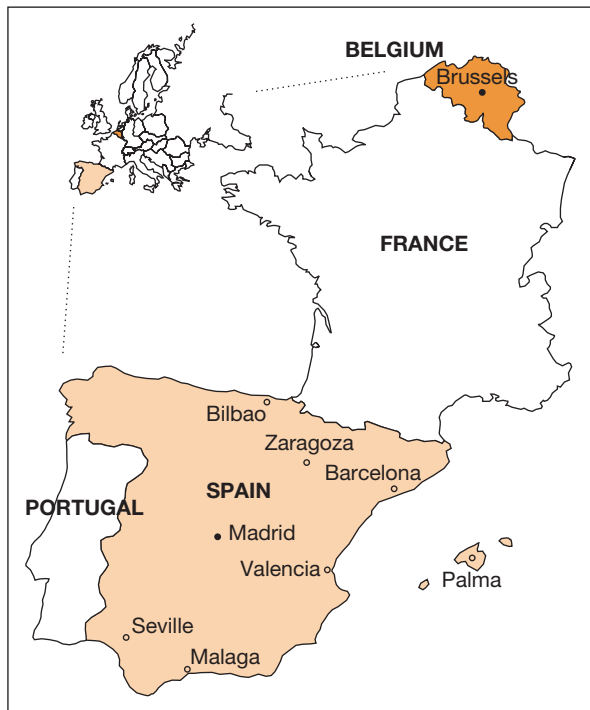 BELGIUM
Brussels
FRANCE
Bilbao
Zaragoza
Barcelona
SPAIN
PORTUGAL
Madrid
Valencia
Palma
Seville
Malaga